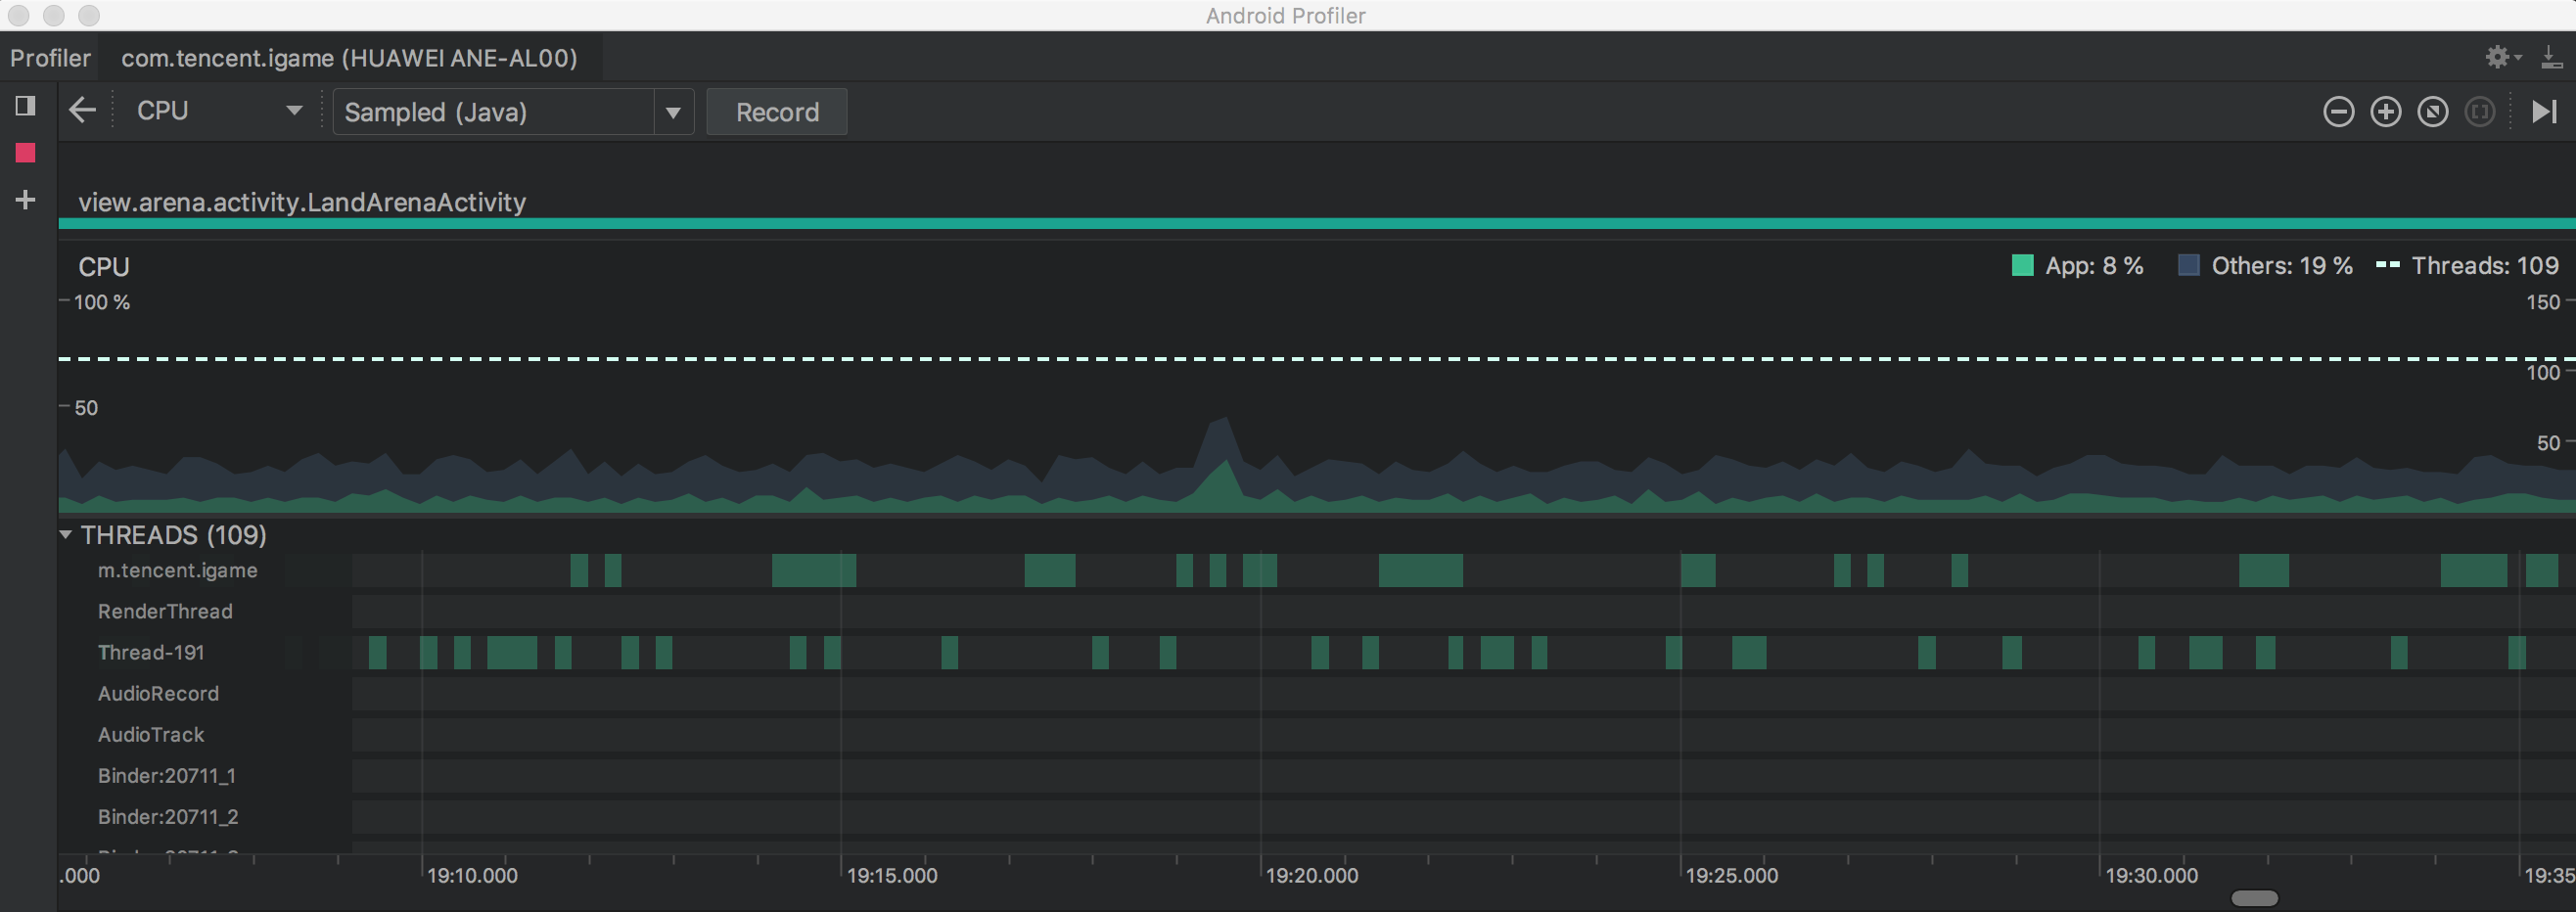 Android Profiler
Profiler com.tencent.igame (HUAWEI ANE-AL00)
CPU Sampled (Java) Record
view.arena.activity.LandArenaActivity
CPU App: 8 % Others: 19 % Threads: 109
100 % 150
100
50
50
THREADS (109)
m.tencent.igame
RenderThread
Thread-191
AudioRecord
AudioTrack
Binder:20711_1
Binder:20711_2
.000 19:10.000 19:15.000 19:20.000 19:25.000 19:30.000 19:35